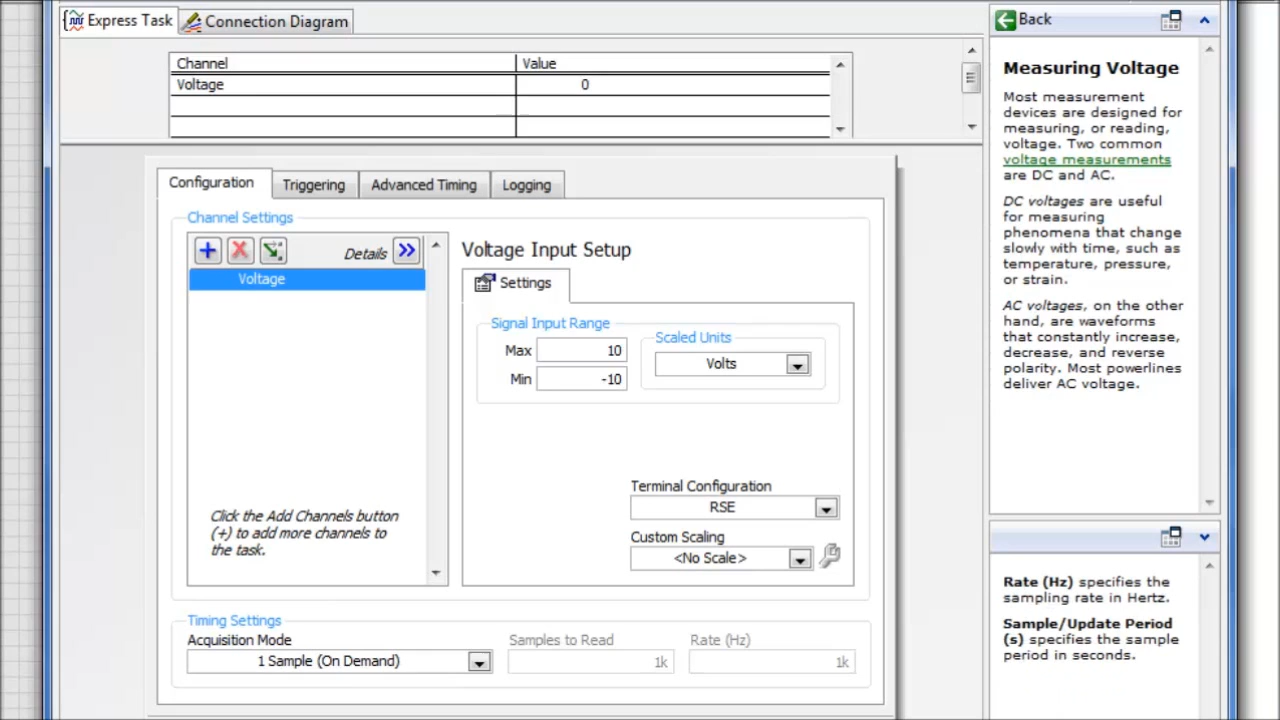 Express Task
Connection Diagram
Back
Channel
Value
Voltage
0
Configuration
Triggering
Advanced Timing
Logging
Channel Settings
Details
Voltage
Click the Add Channels button
(+) to add more channels to
the task.
Voltage Input Setup
Settings
Signal Input Range
Max
10
Min
-10
Scaled Units
Volts
Terminal Configuration
RSE
Custom Scaling
<No Scale>
Timing Settings
Acquisition Mode
1 Sample (On Demand)
Samples to Read
1k
Rate (Hz)
1k
Measuring Voltage
Most measurement
devices are designed for
measuring, or reading,
voltage. Two common
voltage measurements
are DC and AC.
DC voltages are useful
for measuring
phenomena that change
slowly with time, such as
temperature, pressure,
or strain.
AC voltages, on the other
hand, are waveforms
that constantly increase,
decrease, and reverse
polarity. Most powerlines
deliver AC voltage.
Rate (Hz) specifies the
sampling rate in Hertz.
Sample/Update Period
(s) specifies the sample
period in seconds.